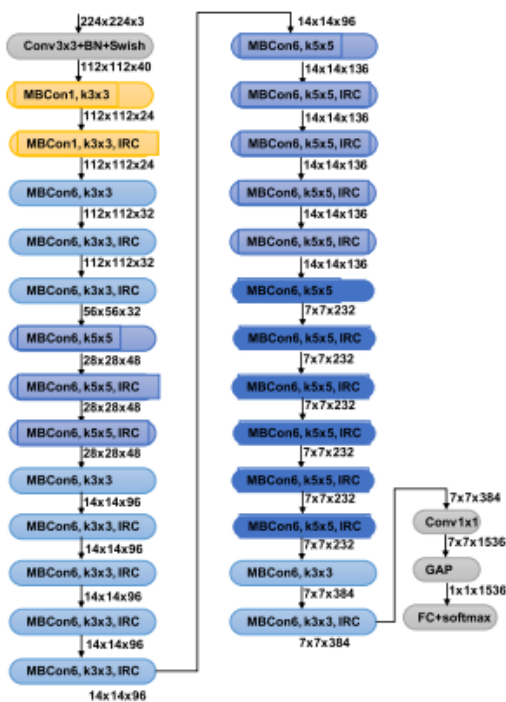 224x224x3
Conv3x3+BN+Swish
112x112x40
MBCon1, k3x3
112x112x24
MBCon1, k3x3, IRC
112x112x24
MBCon6, k3x3
112x112x32
MBCon6, k3x3, IRC
112x112x32
MBCon6, k3x3, IRC
56x56x32
MBCon6, k5x5
28x28x48
MBCon6, k5x5, IRC
28x28x48
MBCon6, k5x5, IRC
28x28x48
MBCon6, k3x3
14x14x96
MBCon6, k3x3, IRC
14x14x96
MBCon6, k3x3, IRC
14x14x96
MBCon6, k3x3, IRC
14x14x96
MBCon6, k3x3, IRC
14x14x96
14x14x96
MBCon6, k5x5
14x14x136
MBCon6, k5x5, IRC
14x14x136
MBCon6, k5x5, IRC
14x14x136
MBCon6, k5x5, IRC
14x14x136
MBCon6, k5x5, IRC
14x14x136
MBCon6, k5x5
7x7x232
MBCon6, k5x5, IRC
7x7x232
MBCon6, k5x5, IRC
7x7x232
MBCon6, k5x5, IRC
7x7x232
MBCon6, k5x5, IRC
7x7x232
MBCon6, k5x5, IRC
7x7x232
MBCon6, k3x3
7x7x384
MBCon6, k3x3, IRC
7x7x384
7x7x384
Conv1x1
7x7x1536
GAP
1x1x1536
FC+softmax